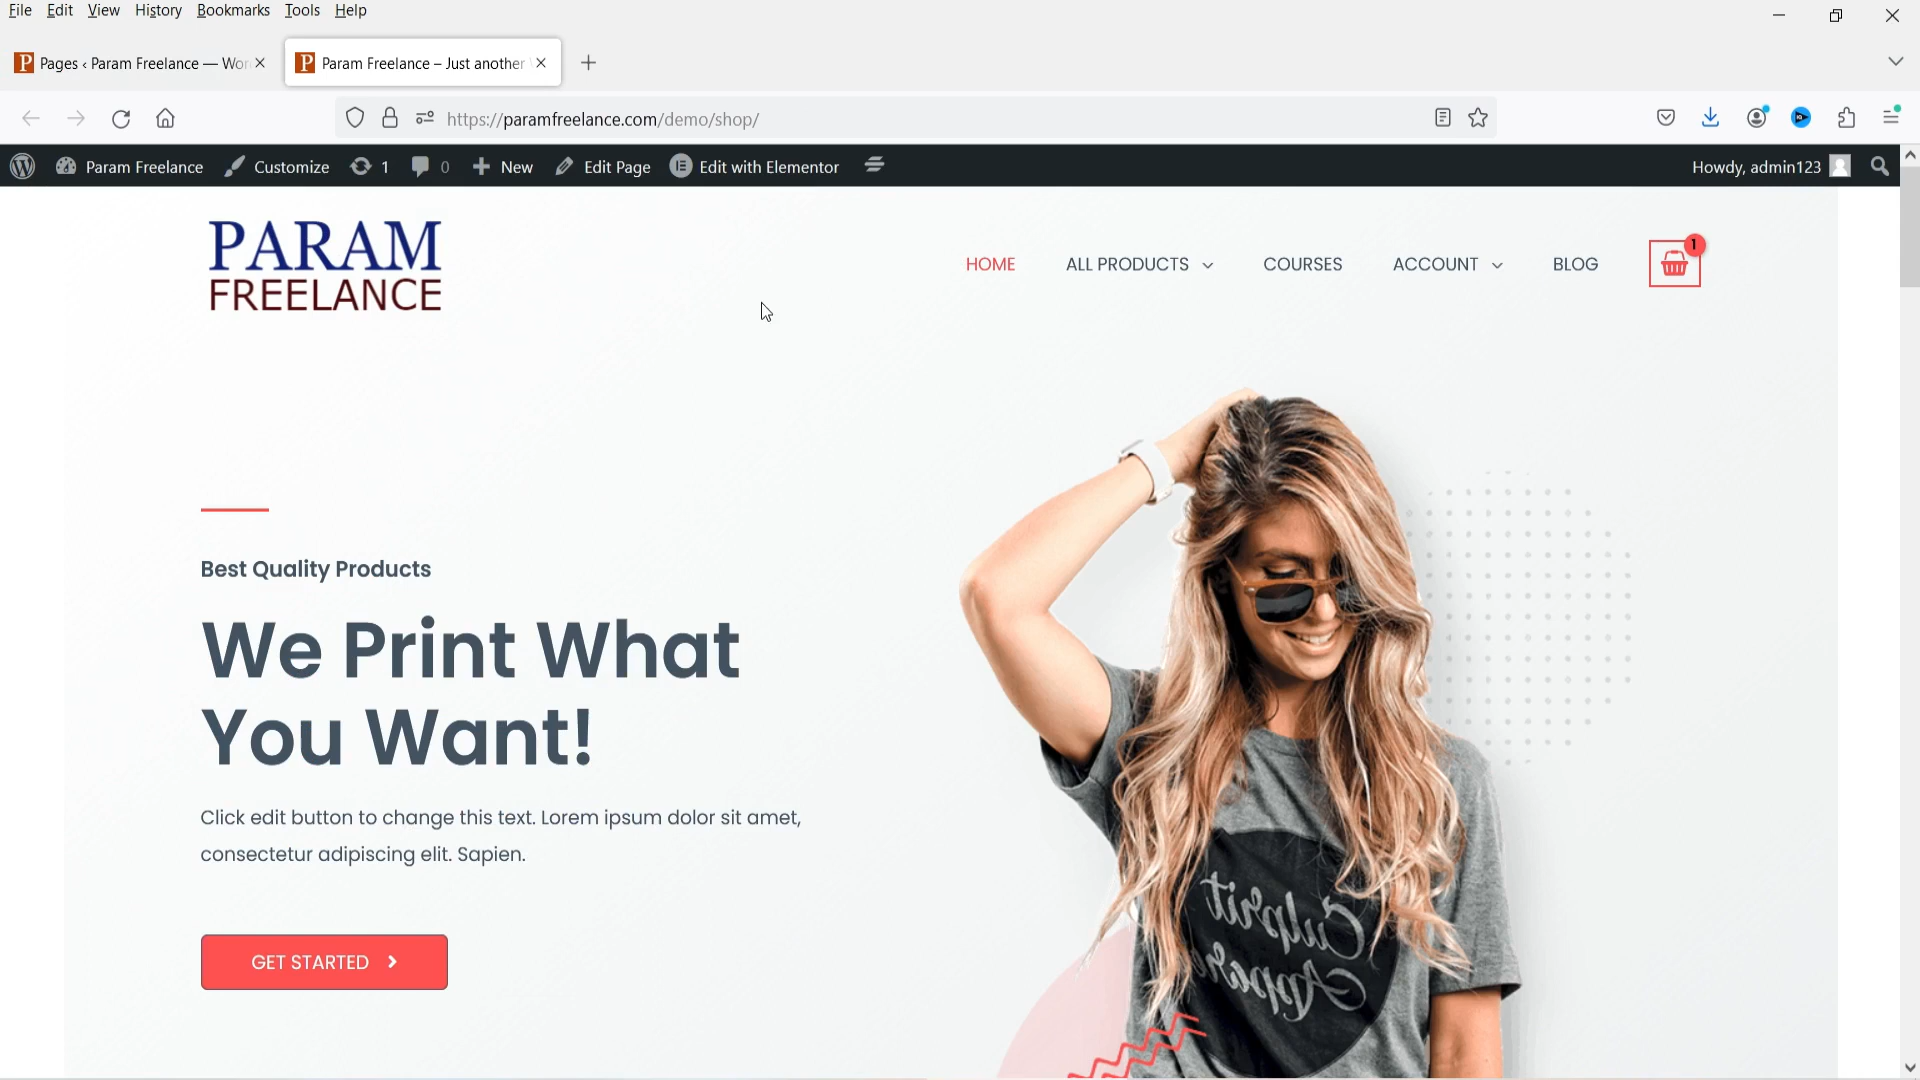 File Edit View History Bookmarks Tools Help
Pages ‹ Param Freelance — Wor
Param Freelance – Just another
https://paramfreelance.com/demo/shop/
Param Freelance Customize 1 0 New Edit Page Edit with Elementor Howdy, admin123
PARAM
FREELANCE
HOME ALL PRODUCTS COURSES ACCOUNT BLOG 1
Best Quality Products
We Print What
You Want!
Click edit button to change this text. Lorem ipsum dolor sit amet,
consectetur adipiscing elit. Sapien.
GET STARTED
Culprit
Apparel